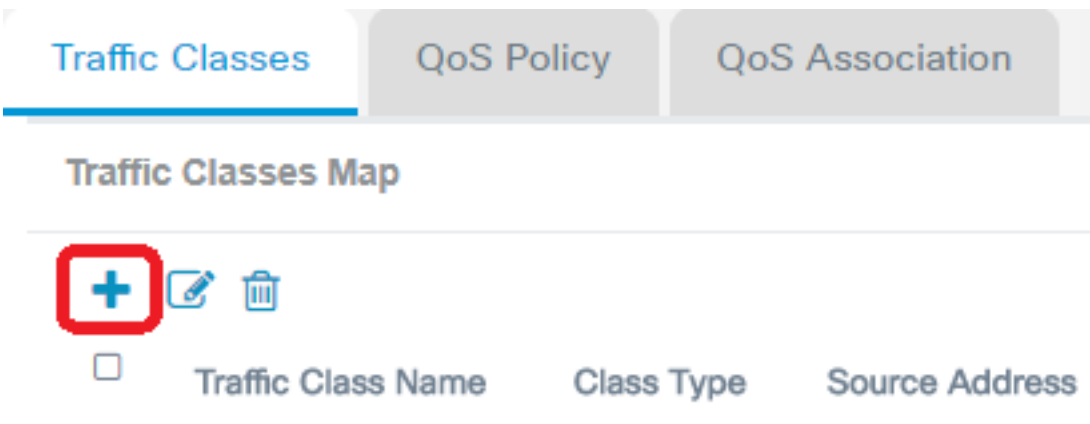 Traffic Classes QoS Policy QoS Association
Traffic Classes Map
Traffic Class Name Class Type Source Address